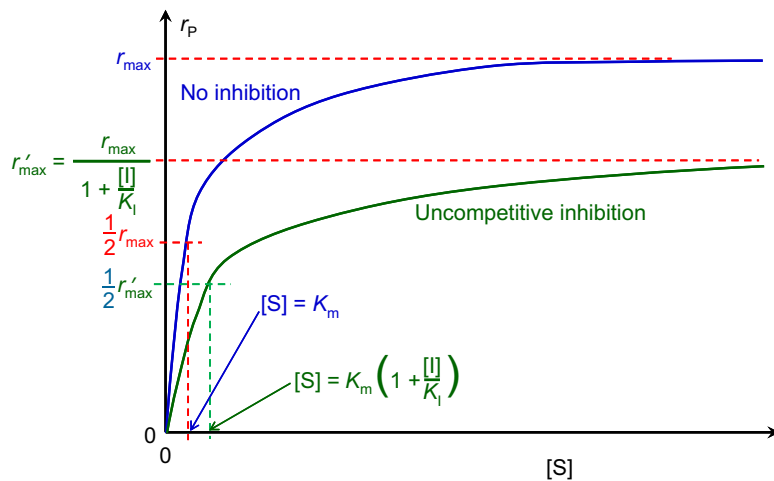 r_P
r_max
No inhibition
r′_max = r_max / (1 + [I]/K_I)
Uncompetitive inhibition
1/2 r_max
1/2 r′_max
[S] = K_m
[S] = K_m (1 + [I]/K_I)
0
0
[S]